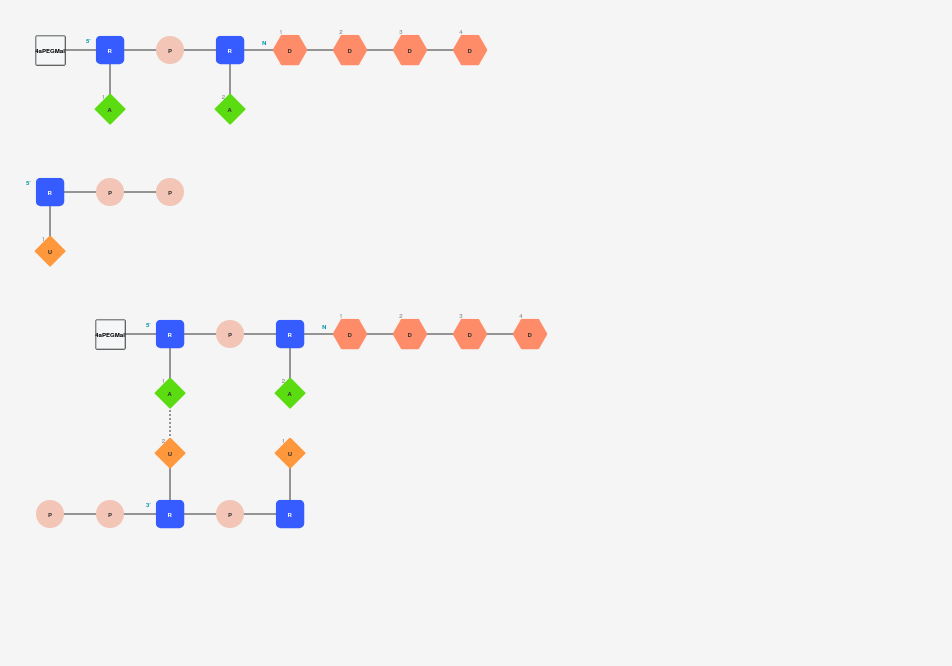 1 2 3 4
5' N
4aPEGMal R P R D D D D
1 2
A A
5' R P P
1
U
1 2 3 4
5' N
4aPEGMal R P R D D D D
1 2
A A
2 1
U U
3'
P P R P R